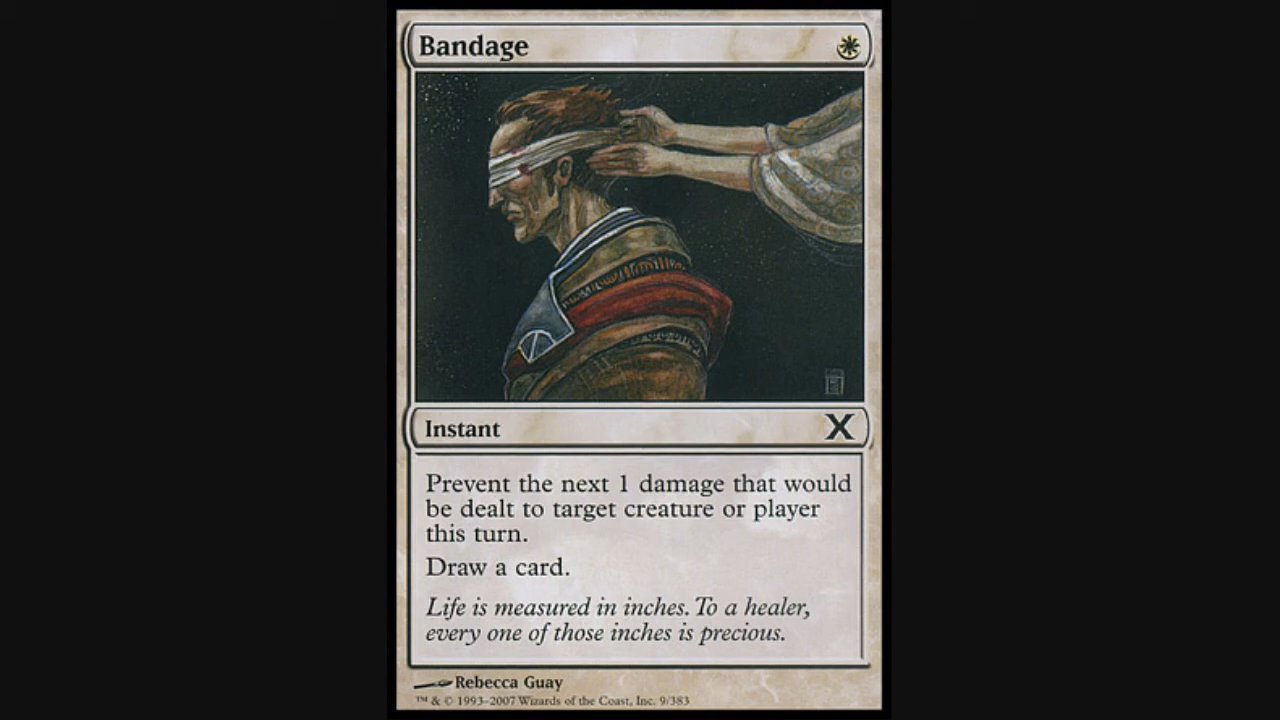 Bandage
Instant
X
Prevent the next 1 damage that would
be dealt to target creature or player
this turn.
Draw a card.
Life is measured in inches. To a healer,
every one of those inches is precious.
Rebecca Guay
™ & © 1993–2007 Wizards of the Coast, Inc. 9/383